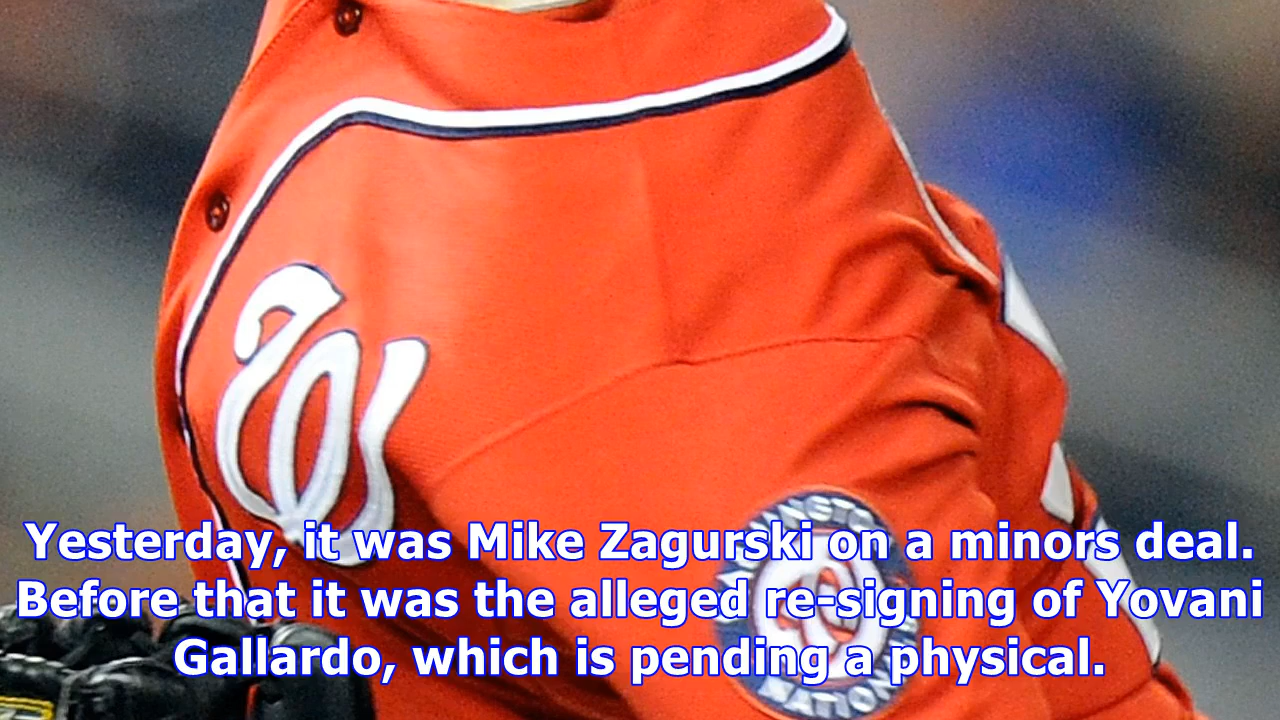 W
Yesterday, it was Mike Zagurski on a minors deal.
Before that it was the alleged re-signing of Yovani
Gallardo, which is pending a physical.